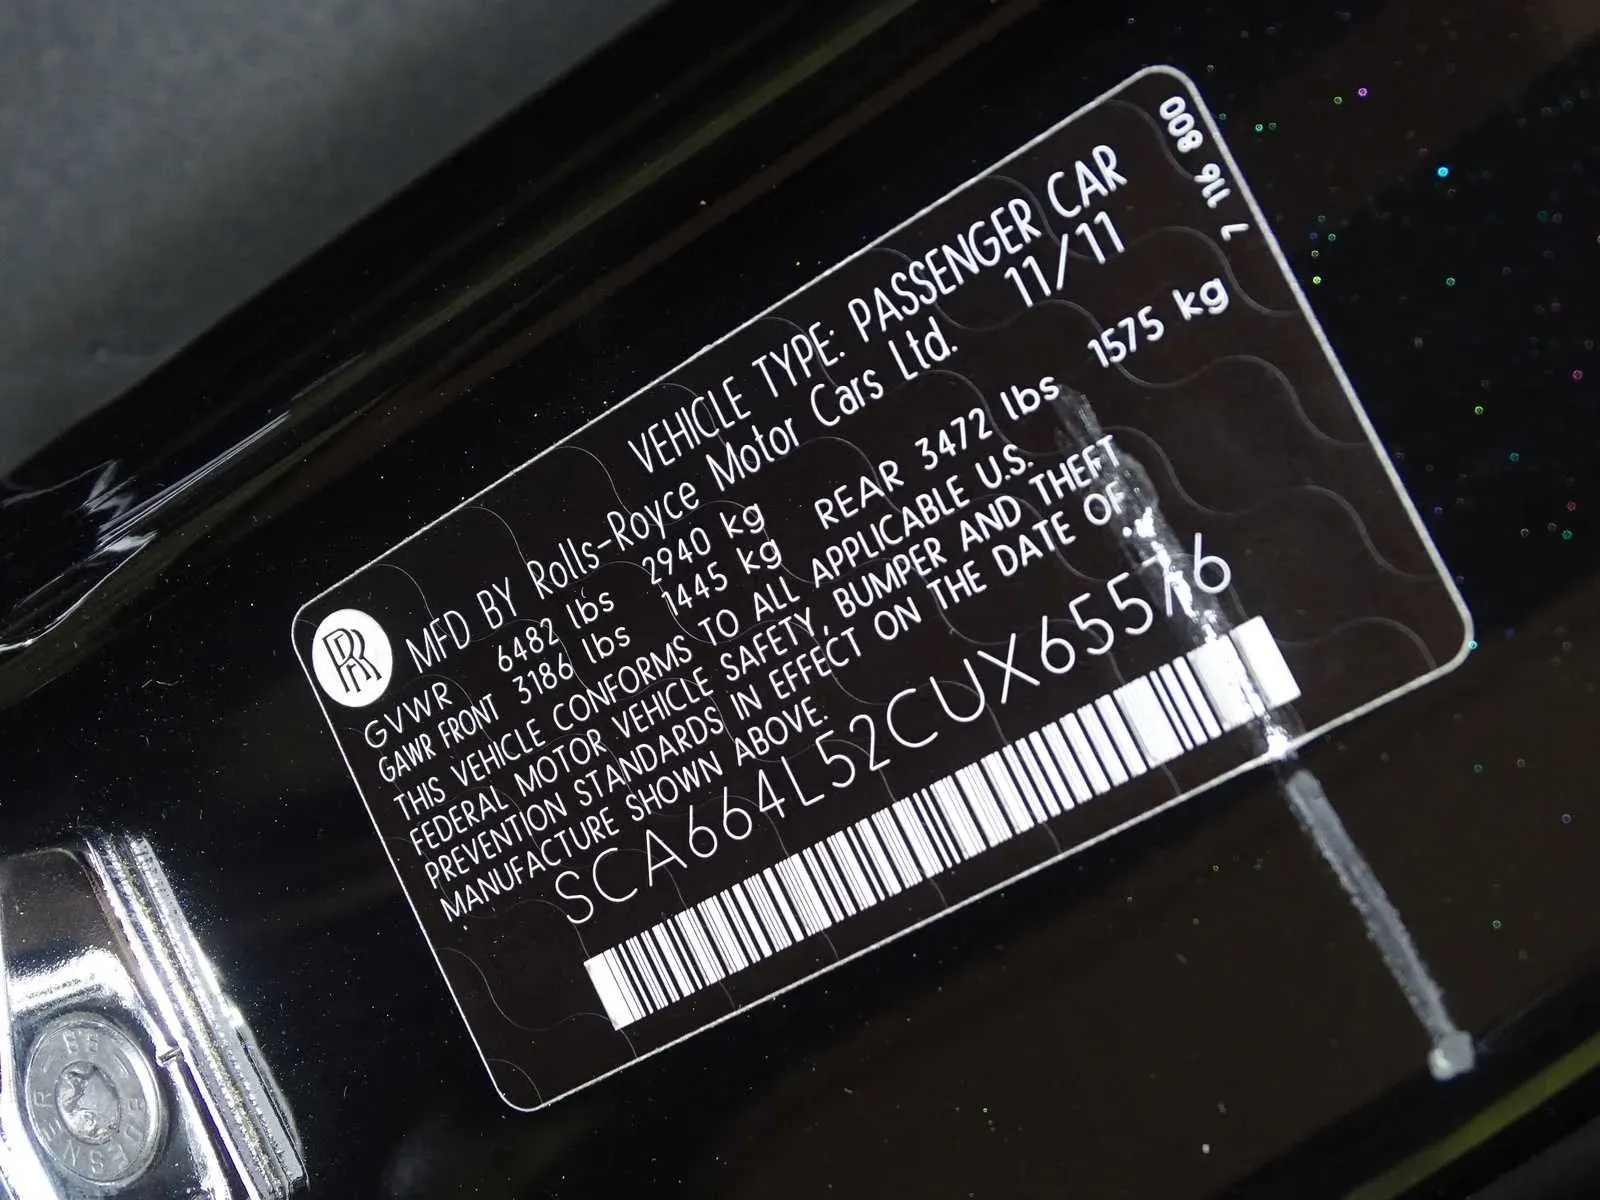 VEHICLE TYPE: PASSENGER CAR
MFD BY Rolls-Royce Motor Cars Ltd. 11/11
GVWR 6482 lbs 2940 kg
GAWR FRONT 3186 lbs 1445 kg REAR 3472 lbs 1575 kg
THIS VEHICLE CONFORMS TO ALL APPLICABLE U.S.
FEDERAL MOTOR VEHICLE SAFETY, BUMPER AND THEFT
PREVENTION STANDARDS IN EFFECT ON THE DATE OF
MANUFACTURE SHOWN ABOVE.
SCA664L52CUX65576
7 116 008
RR